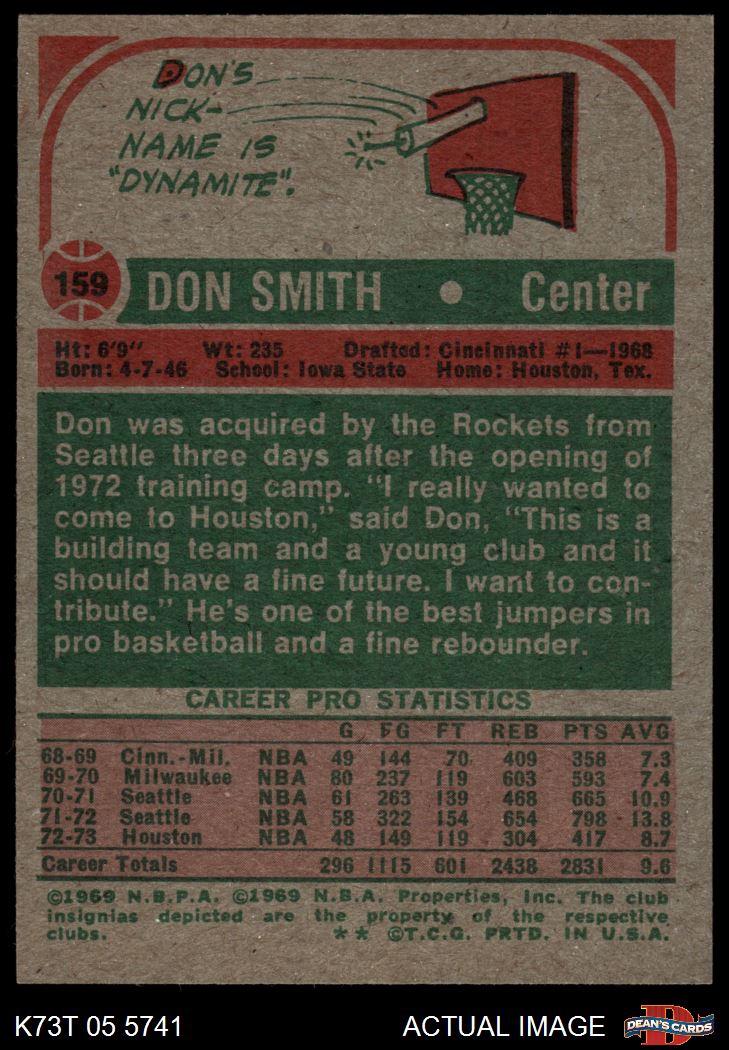 DON'S
NICK-
NAME IS
"DYNAMITE".
159 DON SMITH • Center
Ht: 6'9" Wt: 235 Drafted: Cincinnati #1—1968
Born: 4-7-46 School: Iowa State Home: Houston, Tex.
Don was acquired by the Rockets from
Seattle three days after the opening of
1972 training camp. "I really wanted to
come to Houston," said Don, "This is a
building team and a young club and it
should have a fine future. I want to con-
tribute." He's one of the best jumpers in
pro basketball and a fine rebounder.
CAREER PRO STATISTICS
G FG FT REB PTS AVG
68-69 Cinn.-Mil. NBA 49 144 70 409 358 7.3
69-70 Milwaukee NBA 80 237 119 603 593 7.4
70-71 Seattle NBA 61 263 139 468 665 10.9
71-72 Seattle NBA 58 322 154 654 798 13.8
72-73 Houston NBA 48 149 119 304 417 8.7
Career Totals 296 1115 601 2438 2831 9.6
©1969 N.B.P.A. ©1969 N.B.A. Properties, Inc. The club
insignias depicted are the property of the respective
clubs. ** ©T.C.G. PRTD. IN U.S.A.
K73T 05 5741 ACTUAL IMAGE D DEAN'S CARDS